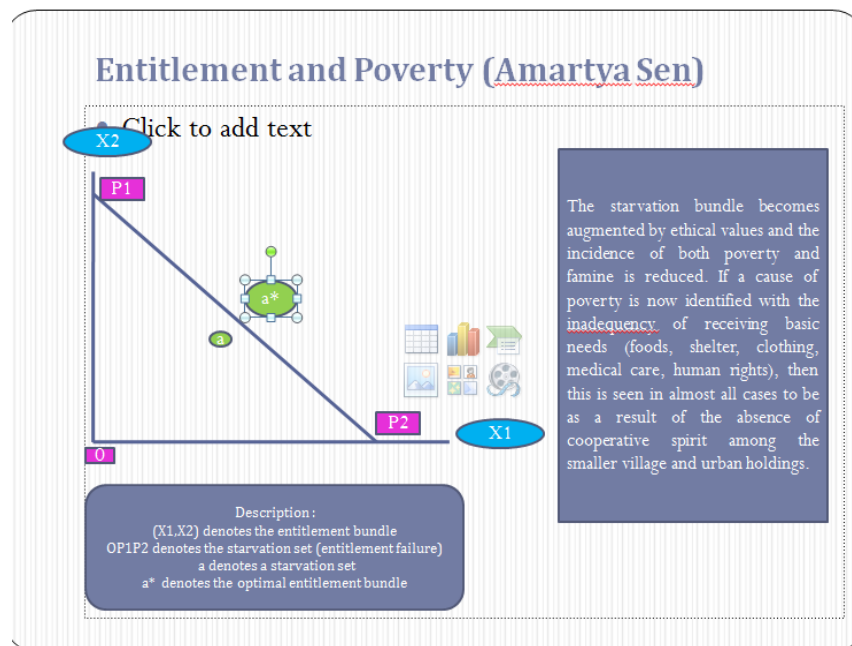 Entitlement and Poverty (Amartya Sen)
Click to add text
X2
P1
a*
a
P2
X1
0
The starvation bundle becomes
augmented by ethical values and the
incidence of both poverty and
famine is reduced. If a cause of
poverty is now identified with the
inadequency of receiving basic
needs (foods, shelter, clothing,
medical care, human rights), then
this is seen in almost all cases to be
as a result of the absence of
cooperative spirit among the
smaller village and urban holdings.
Description :
(X1,X2) denotes the entitlement bundle
OP1P2 denotes the starvation set (entitlement failure)
a denotes a starvation set
a* denotes the optimal entitlement bundle